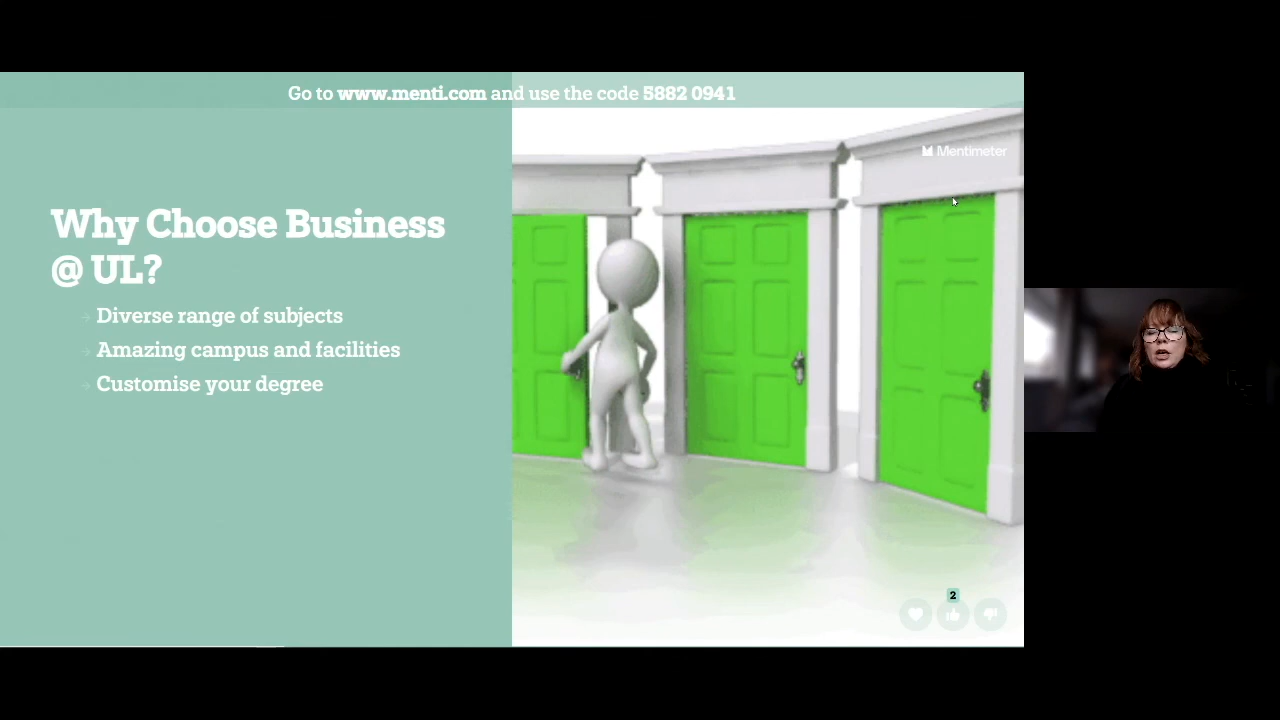 Go to www.menti.com and use the code 5882 0941
Mentimeter
Why Choose Business
@ UL?
Diverse range of subjects
Amazing campus and facilities
Customise your degree
2